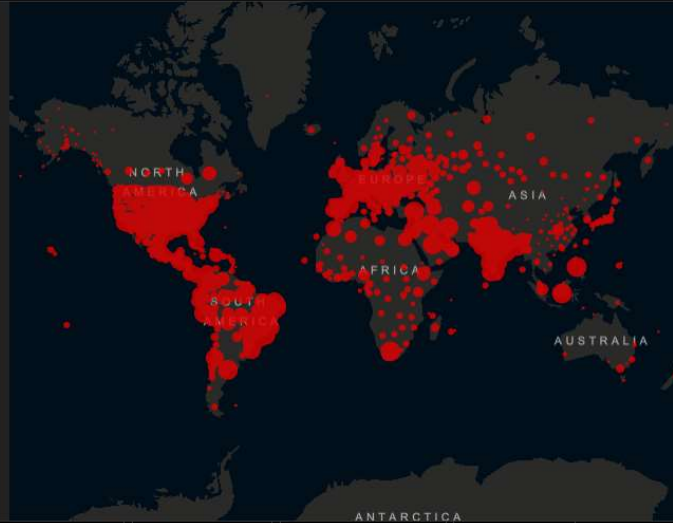 NORTH
AMERICA
EUROPE
ASIA
AFRICA
SOUTH
AMERICA
AUSTRALIA
ANTARCTICA